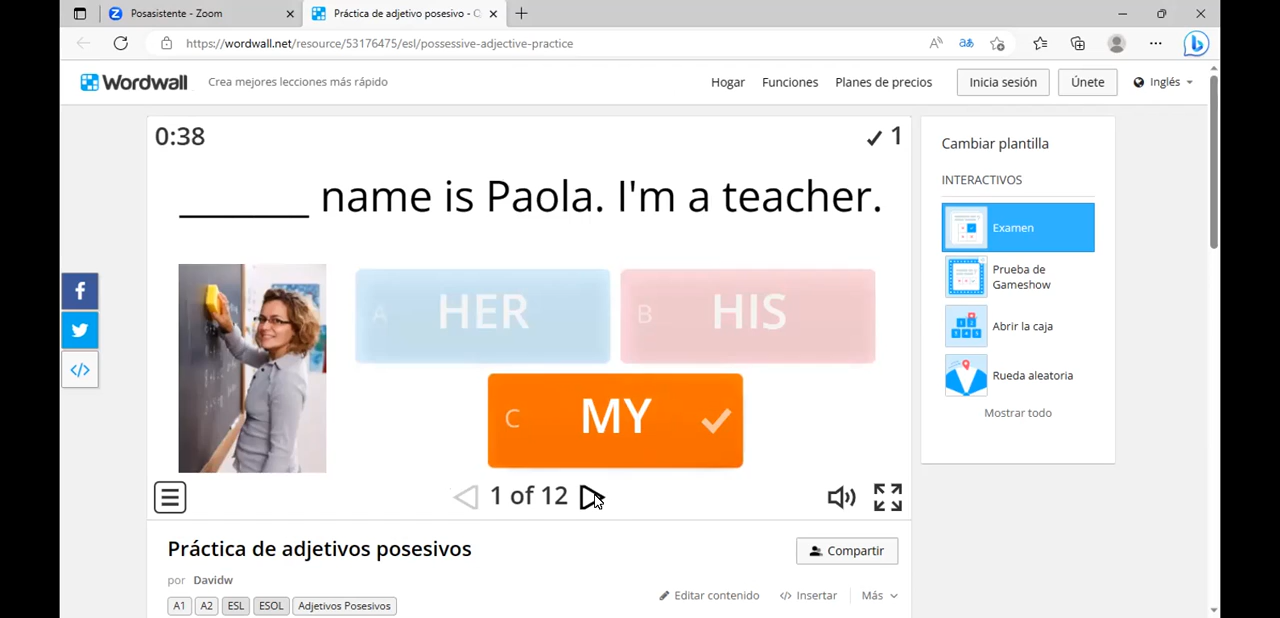 Posasistente - Zoom
Práctica de adjetivo posesivo - Q
https://wordwall.net/resource/53176475/esl/possessive-adjective-practice
Wordwall
Crea mejores lecciones más rápido
Hogar
Funciones
Planes de precios
Inicia sesión
Únete
Inglés
0:38
1
______ name is Paola. I'm a teacher.
A HER
B HIS
C MY
1 of 12
Cambiar plantilla
INTERACTIVOS
Examen
Prueba de
Gameshow
Abrir la caja
Rueda aleatoria
Mostrar todo
Práctica de adjetivos posesivos
Compartir
por Davidw
A1
A2
ESL
ESOL
Adjetivos Posesivos
Editar contenido
Insertar
Más